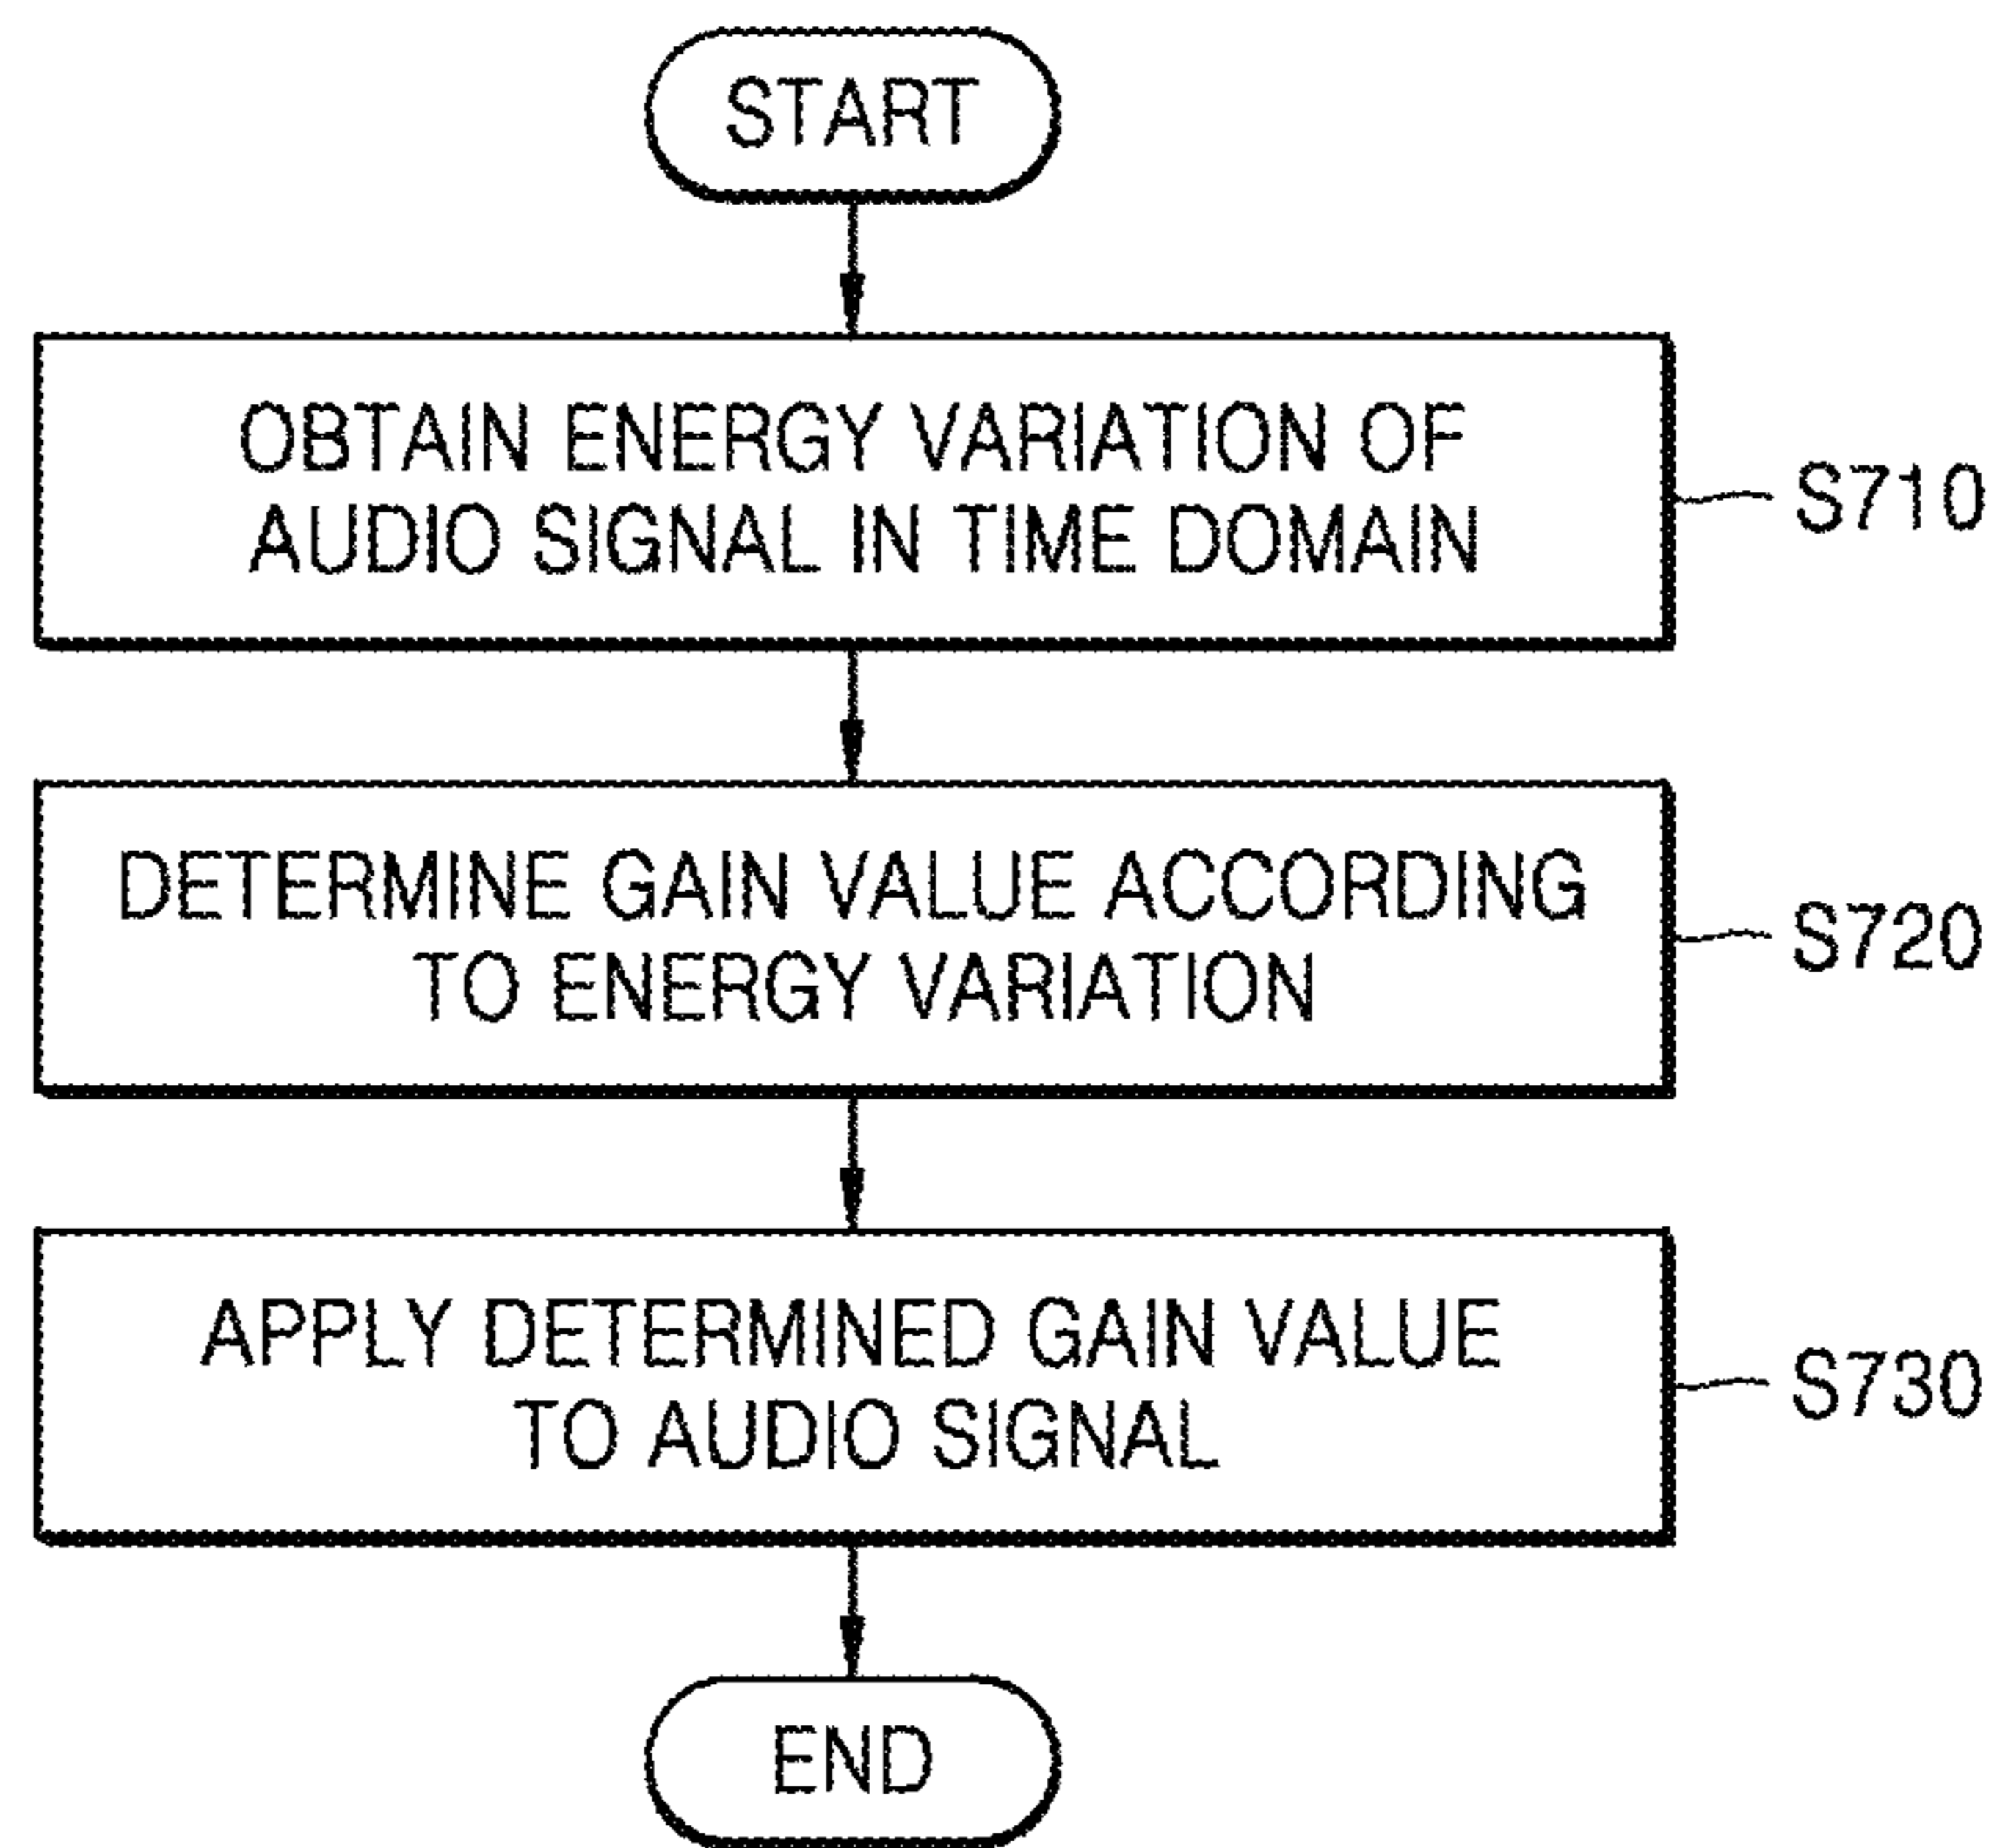 START
OBTAIN ENERGY VARIATION OF
AUDIO SIGNAL IN TIME DOMAIN
S710
DETERMINE GAIN VALUE ACCORDING
TO ENERGY VARIATION
S720
APPLY DETERMINED GAIN VALUE
TO AUDIO SIGNAL
S730
END